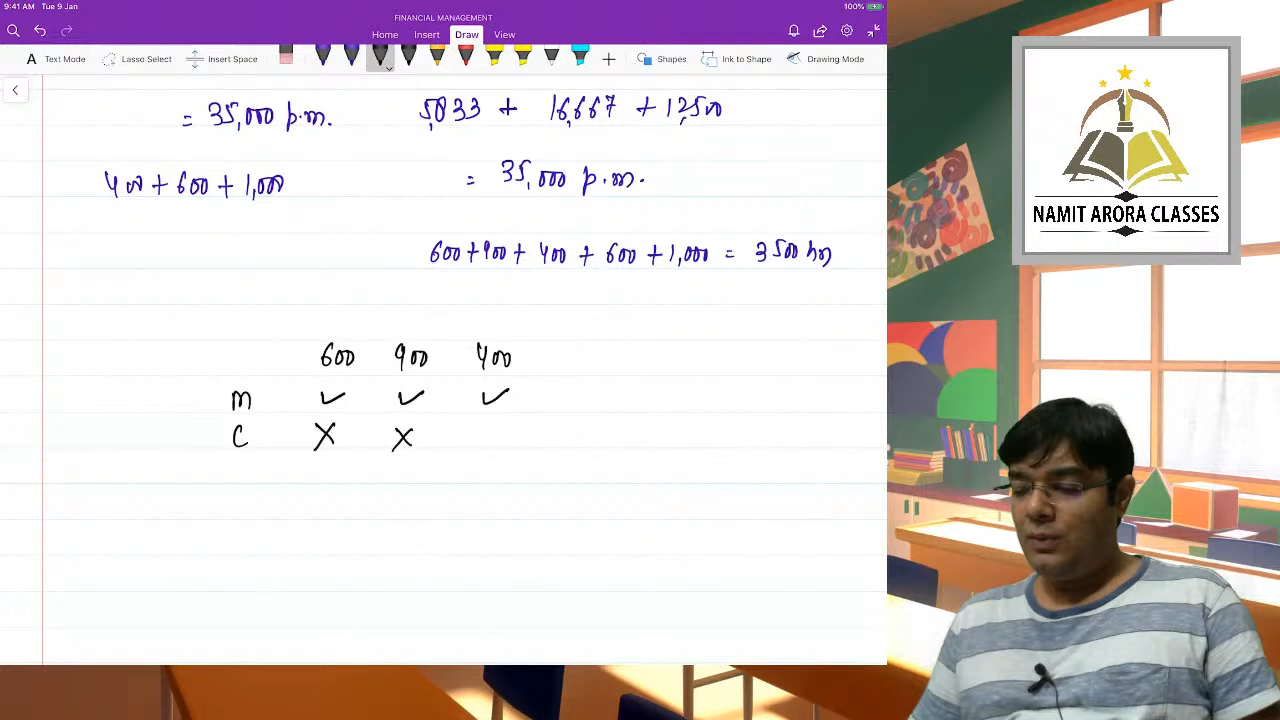 9:41 AM Tue 9 Jan
100%
FINANCIAL MANAGEMENT
Home Insert Draw View
A Text Mode Lasso Select Insert Space Shapes Ink to Shape Drawing Mode
= 35,000 p.m.
5,833 + 16,667 + 12,500
400 + 600 + 1,000
= 35,000 p.m.
600 + 900 + 400 + 600 + 1,000 = 3500 hrs
600 900 400
M ✓ ✓ ✓
C X X
NAMIT ARORA CLASSES